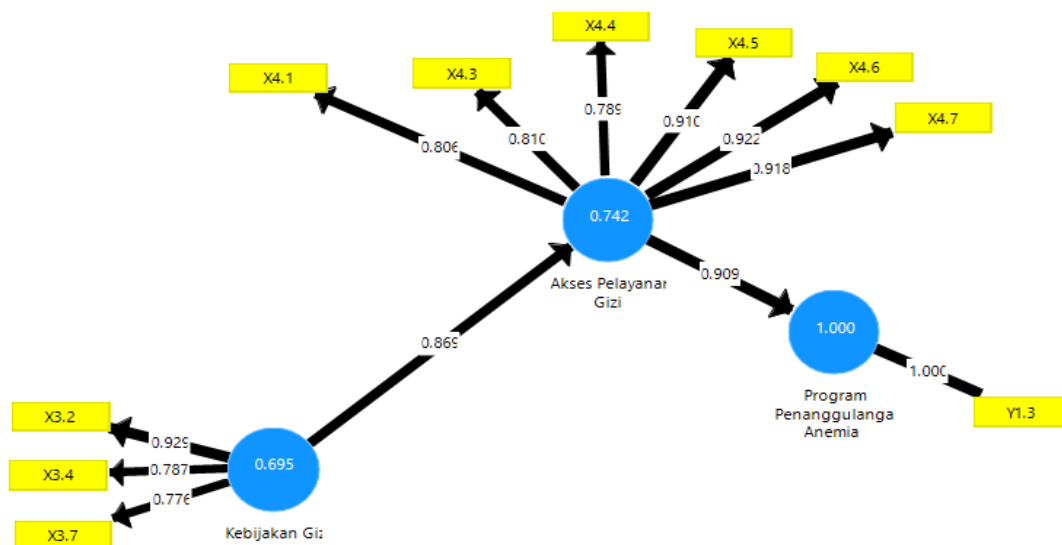 X4.4
X4.5
X4.1
X4.3
X4.6
X4.7
0.789
0.910
0.806
0.810
0.922
0.918
0.742
Akses Pelayanar
Gizi
0.909
1.000
0.869
1.000
Program
Penanggulanga
Anemia
Y1.3
X3.2
0.929
X3.4
0.787
0.695
0.776
X3.7
Kebijakan Giz